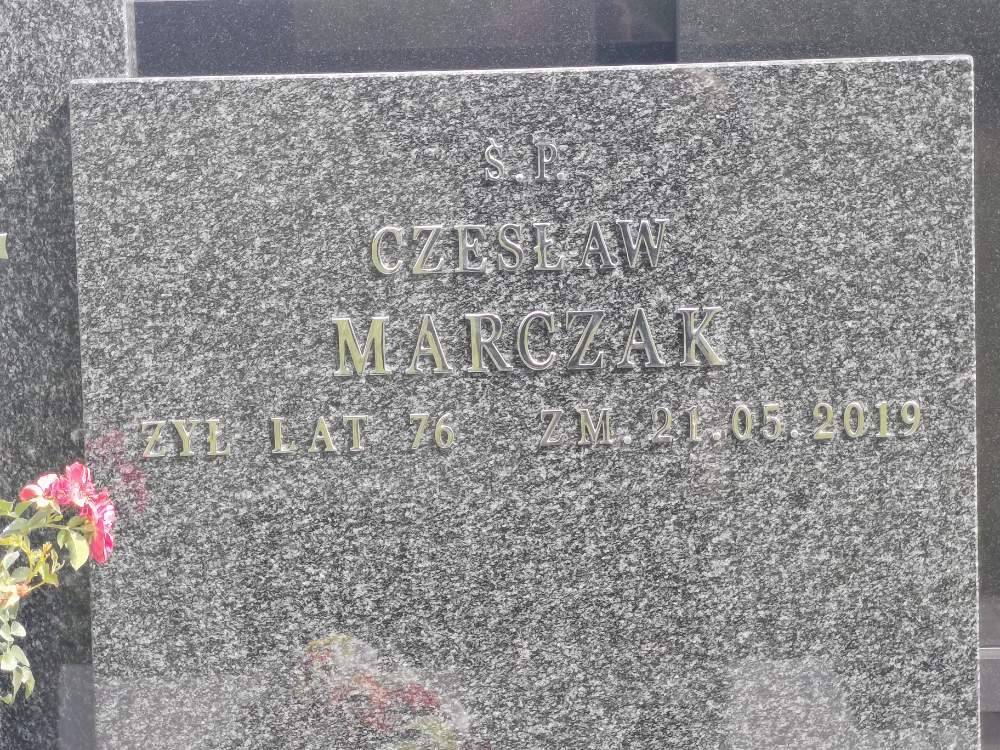 Ś.P.
CZESŁAW
MARCZAK
ŻYŁ LAT 76 ZM. 21.05.2019